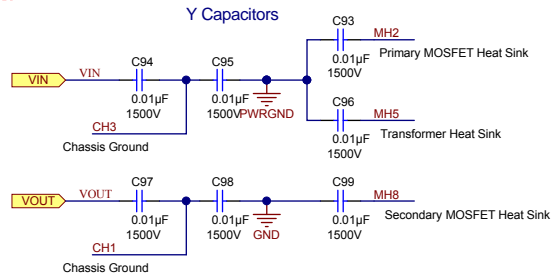 Y Capacitors
C93
MH2
0.01µF
1500V
Primary MOSFET Heat Sink
VIN
VIN
C94
0.01µF
1500V
C95
0.01µF
1500V
PWRGND
CH3
Chassis Ground
C96
MH5
0.01µF
1500V
Transformer Heat Sink
VOUT
VOUT
C97
0.01µF
1500V
C98
0.01µF
1500V
GND
C99
MH8
0.01µF
1500V
Secondary MOSFET Heat Sink
CH1
Chassis Ground